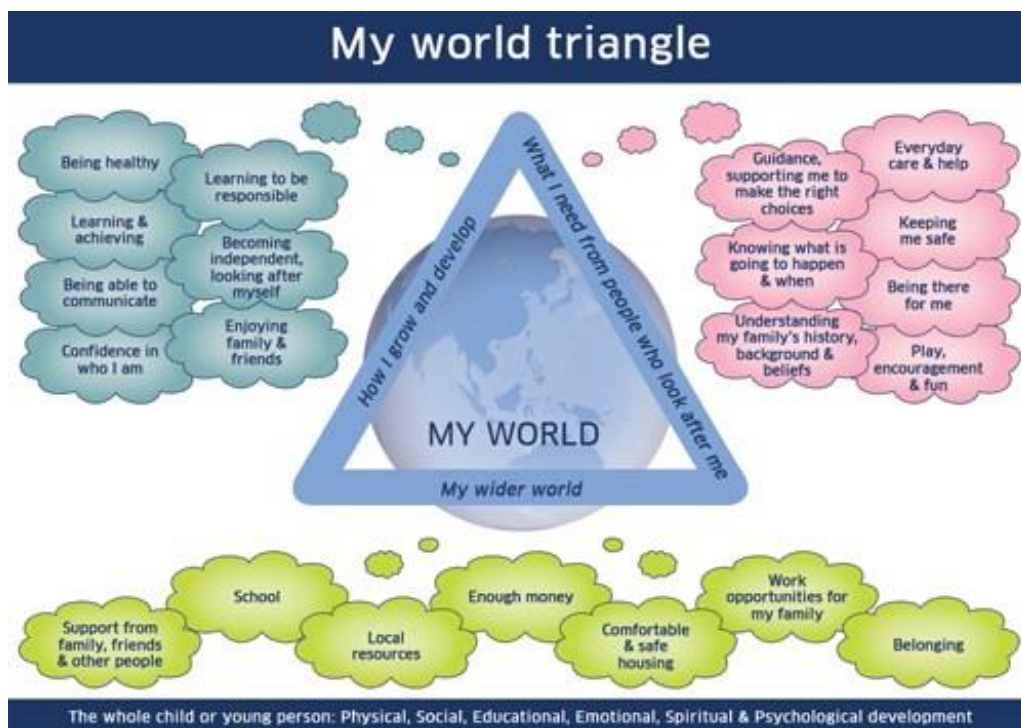 My world triangle
Being healthy
Learning to be
responsible
Learning &
achieving
Becoming
independent,
looking after
myself
Being able to
communicate
Enjoying
family &
friends
Confidence in
who I am
How I grow and develop
What I need from people who look after me
MY WORLD
My wider world
Guidance,
supporting me to
make the right
choices
Everyday
care & help
Knowing what is
going to happen
& when
Keeping
me safe
Being there
for me
Understanding
my family's history,
background &
beliefs
Play,
encouragement
& fun
Support from
family, friends
& other people
School
Local
resources
Enough money
Comfortable
& safe
housing
Work
opportunities for
my family
Belonging
The whole child or young person: Physical, Social, Educational, Emotional, Spiritual & Psychological development